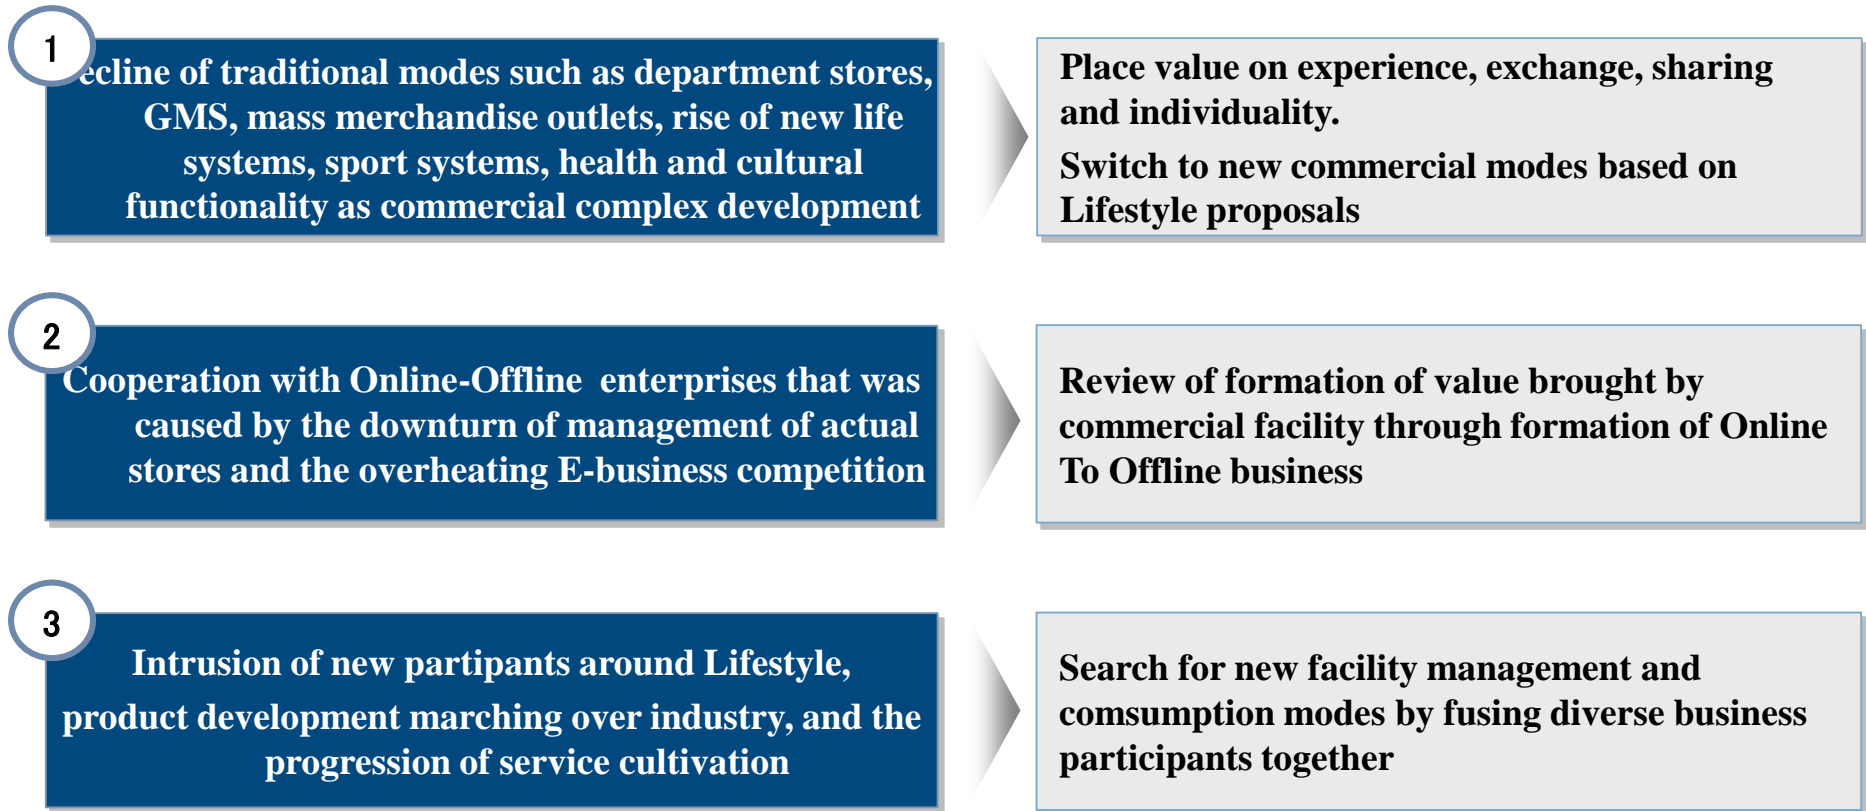 1
ecline of traditional modes such as department stores,
GMS, mass merchandise outlets, rise of new life
systems, sport systems, health and cultural
functionality as commercial complex development
Place value on experience, exchange, sharing
and individuality.
Switch to new commercial modes based on
Lifestyle proposals
2
Cooperation with Online-Offline enterprises that was
caused by the downturn of management of actual
stores and the overheating E-business competition
Review of formation of value brought by
commercial facility through formation of Online
To Offline business
3
Intrusion of new partipants around Lifestyle,
product development marching over industry, and the
progression of service cultivation
Search for new facility management and
comsumption modes by fusing diverse business
participants together